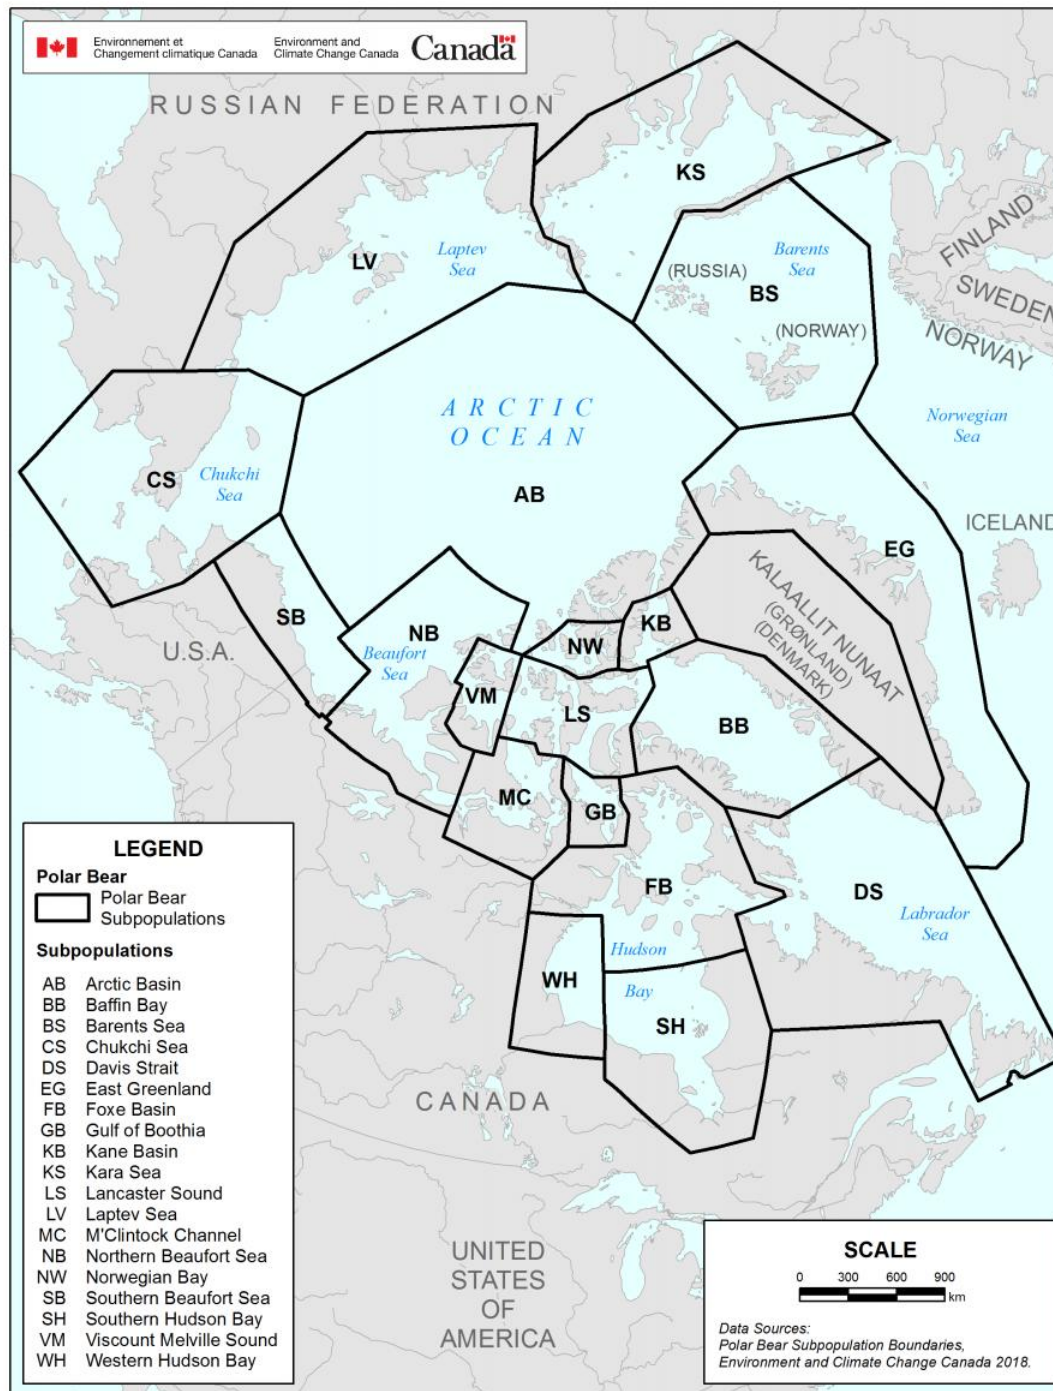 Environnement et
Changement climatique Canada
Environment and
Climate Change Canada
Canada
RUSSIAN FEDERATION
KS
FINLAND
SWEDEN
NORWAY
LV
Laptev
Sea
Barents
Sea
(RUSSIA)
BS
(NORWAY)
ARCTIC
OCEAN
Norwegian
Sea
CS
Chukchi
Sea
AB
ICELAND
EG
KALAALLIT NUNAAT
(GRØNLAND)
(DENMARK)
SB
U.S.A.
NB
Beaufort
Sea
NW
KB
VM
LS
BB
MC
GB
FB
DS
Labrador
Sea
Hudson
Bay
WH
SH
CANADA
UNITED
STATES
OF
AMERICA
LEGEND
Polar Bear
Polar Bear
Subpopulations
Subpopulations
AB Arctic Basin
BB Baffin Bay
BS Barents Sea
CS Chukchi Sea
DS Davis Strait
EG East Greenland
FB Foxe Basin
GB Gulf of Boothia
KB Kane Basin
KS Kara Sea
LS Lancaster Sound
LV Laptev Sea
MC M'Clintock Channel
NB Northern Beaufort Sea
NW Norwegian Bay
SB Southern Beaufort Sea
SH Southern Hudson Bay
VM Viscount Melville Sound
WH Western Hudson Bay
SCALE
0 300 600 900
km
Data Sources:
Polar Bear Subpopulation Boundaries,
Environment and Climate Change Canada 2018.